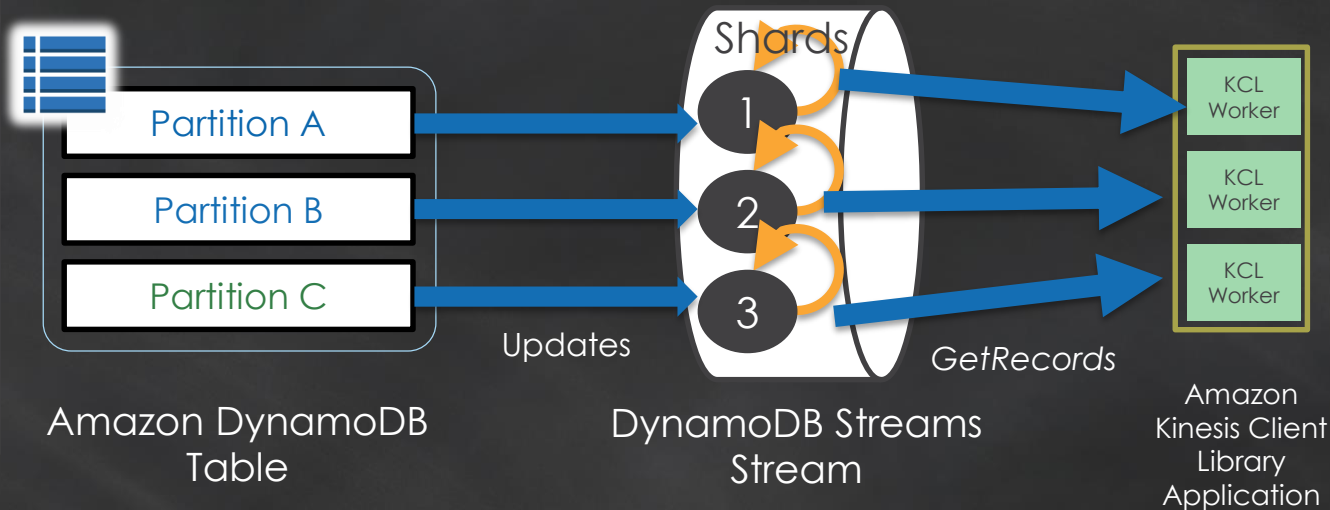 Shards
Partition A
Partition B
Partition C
1
2
3
KCL
Worker
KCL
Worker
KCL
Worker
Updates
GetRecords
Amazon DynamoDB
Table
DynamoDB Streams
Stream
Amazon
Kinesis Client
Library
Application